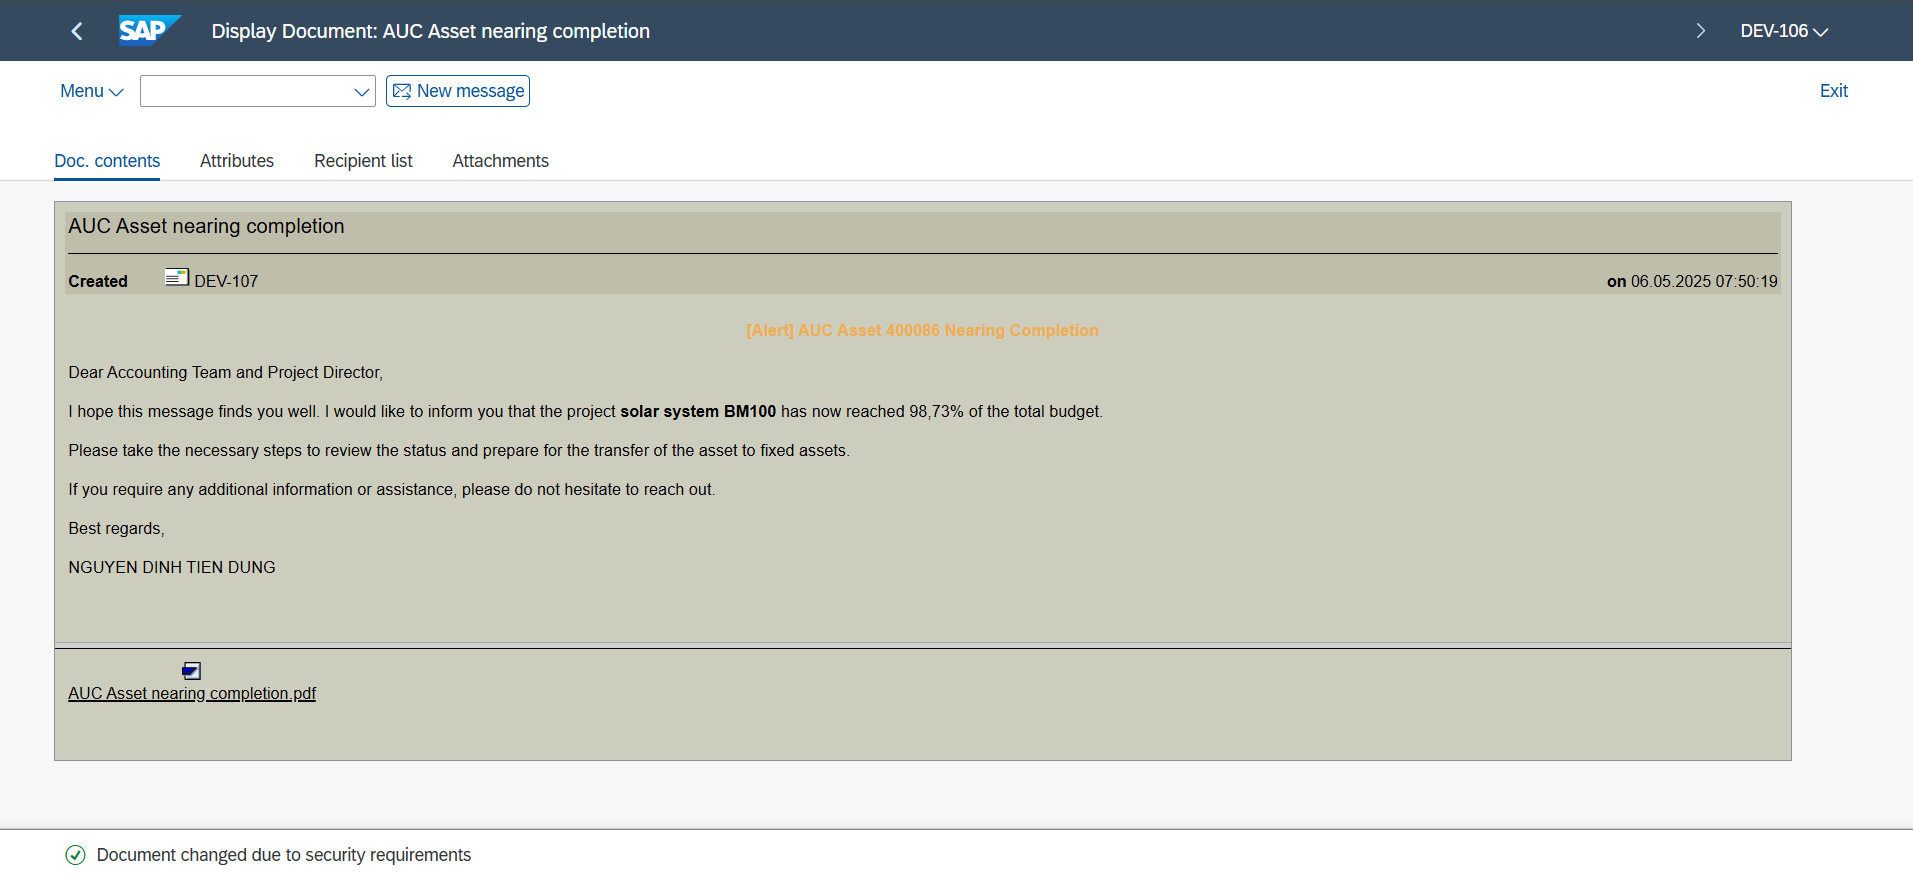 SAP Display Document: AUC Asset nearing completion DEV-106
Menu New message Exit
Doc. contents Attributes Recipient list Attachments
AUC Asset nearing completion
Created DEV-107 on 06.05.2025 07:50:19
[Alert] AUC Asset 400086 Nearing Completion
Dear Accounting Team and Project Director,
I hope this message finds you well. I would like to inform you that the project solar system BM100 has now reached 98,73% of the total budget.
Please take the necessary steps to review the status and prepare for the transfer of the asset to fixed assets.
If you require any additional information or assistance, please do not hesitate to reach out.
Best regards,
NGUYEN DINH TIEN DUNG
AUC Asset nearing completion.pdf
Document changed due to security requirements